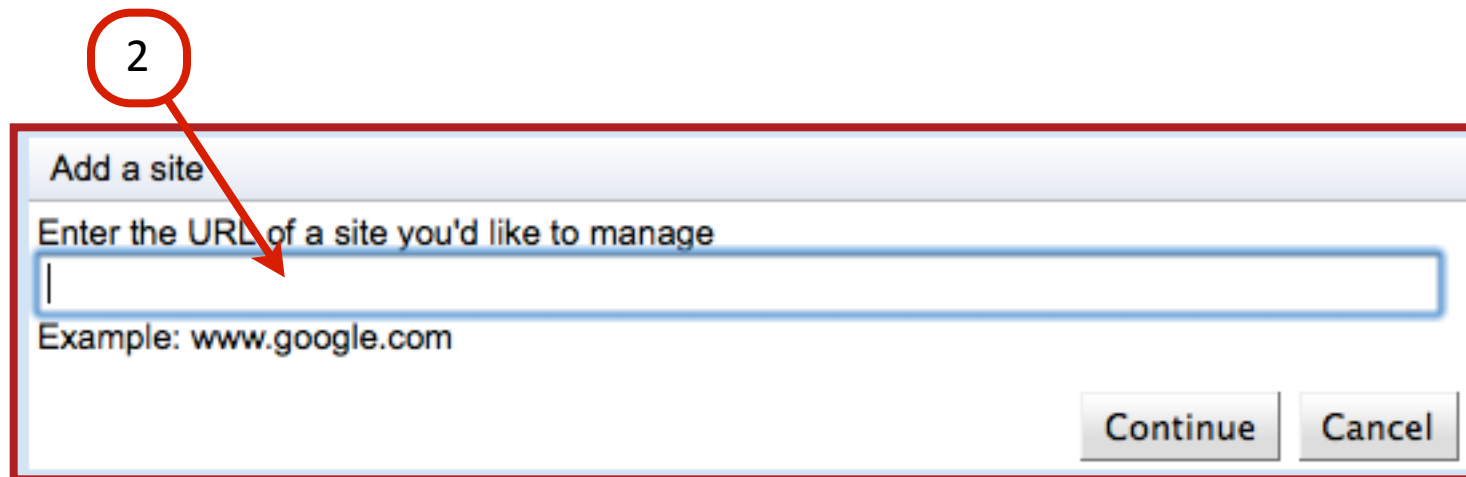 2
Add a site
Enter the URL of a site you'd like to manage
Example: www.google.com
Continue Cancel